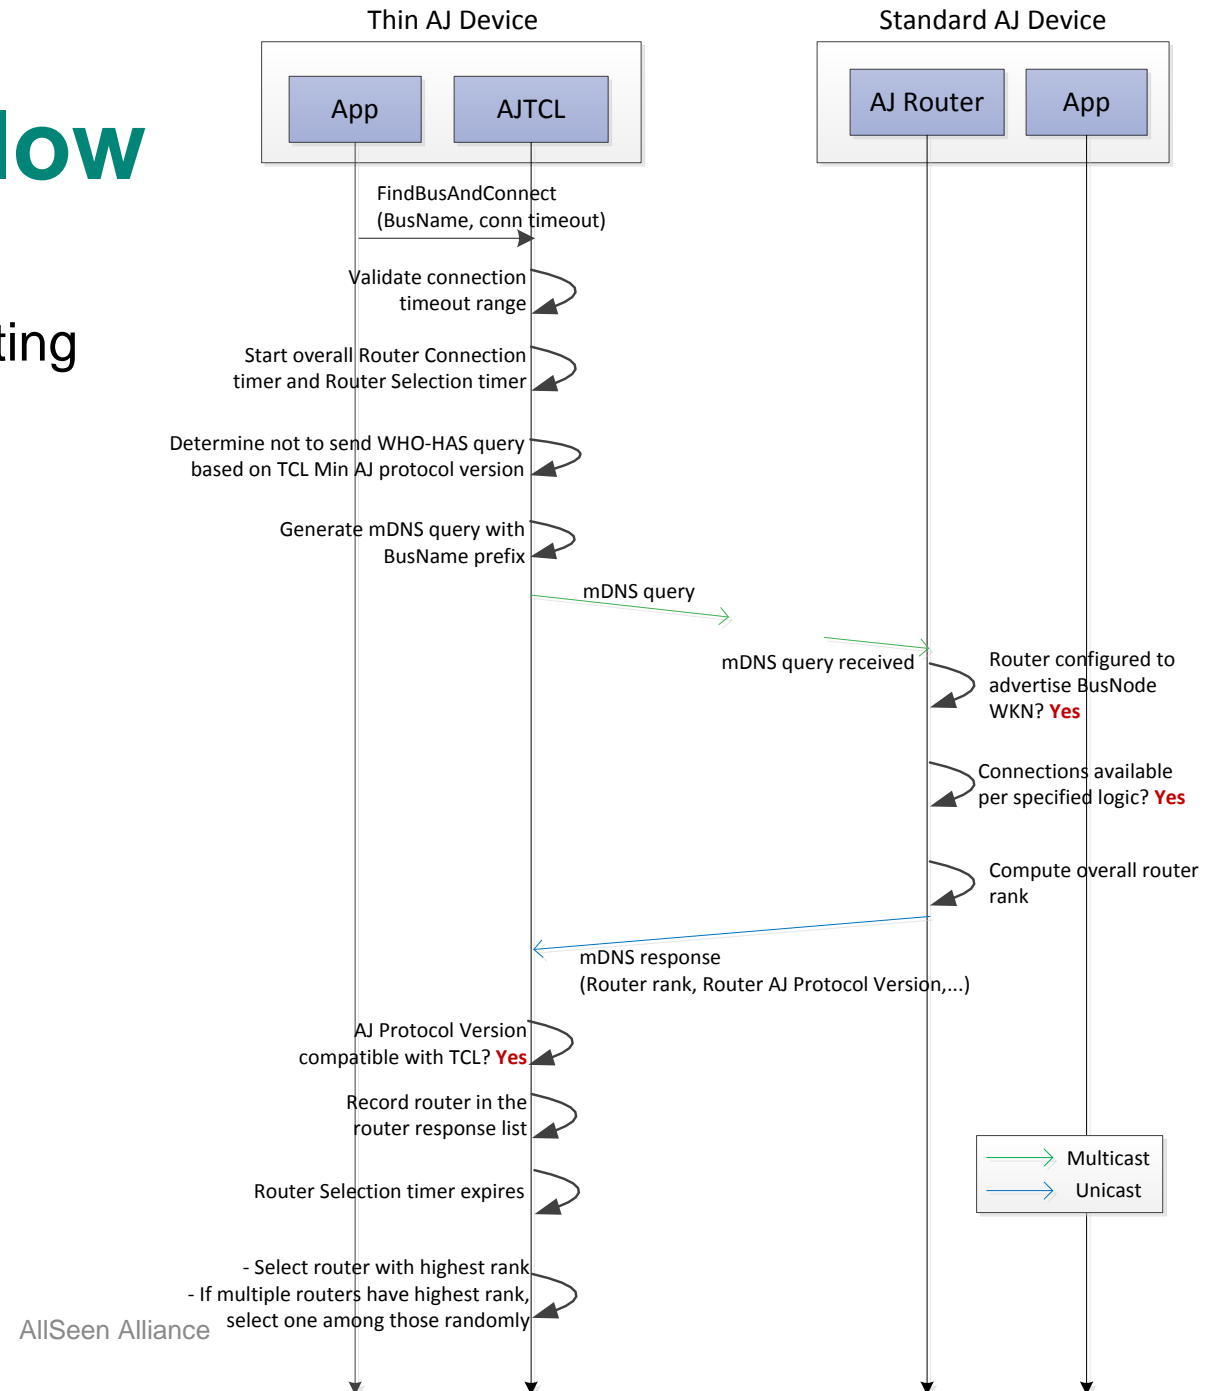 Thin AJ Device
Standard AJ Device
App
AJTCL
AJ Router
App
low
ting
FindBusAndConnect
(BusName, conn timeout)
Validate connection
timeout range
Start overall Router Connection
timer and Router Selection timer
Determine not to send WHO-HAS query
based on TCL Min AJ protocol version
Generate mDNS query with
BusName prefix
mDNS query
mDNS query received
Router configured to
advertise BusNode
WKN? Yes
Connections available
per specified logic? Yes
Compute overall router
rank
mDNS response
(Router rank, Router AJ Protocol Version,...)
AJ Protocol Version
compatible with TCL? Yes
Record router in the
router response list
Router Selection timer expires
Multicast
Unicast
- Select router with highest rank
- If multiple routers have highest rank,
select one among those randomly
AllSeen Alliance